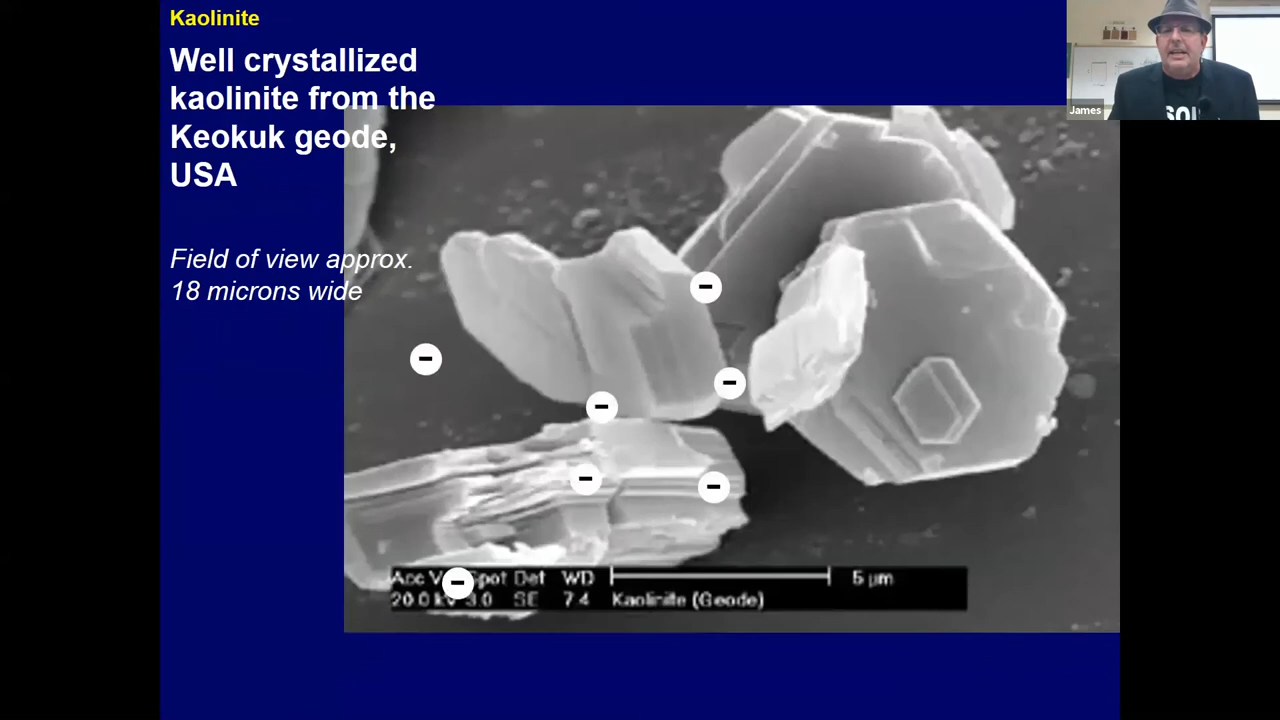 Kaolinite
Well crystallized
kaolinite from the
Keokuk geode,
USA
Field of view approx.
18 microns wide
James
Acc V Spot Det WD 5 µm
20.0 kV 3.0 SE 7.4 Kaolinite (Geode)